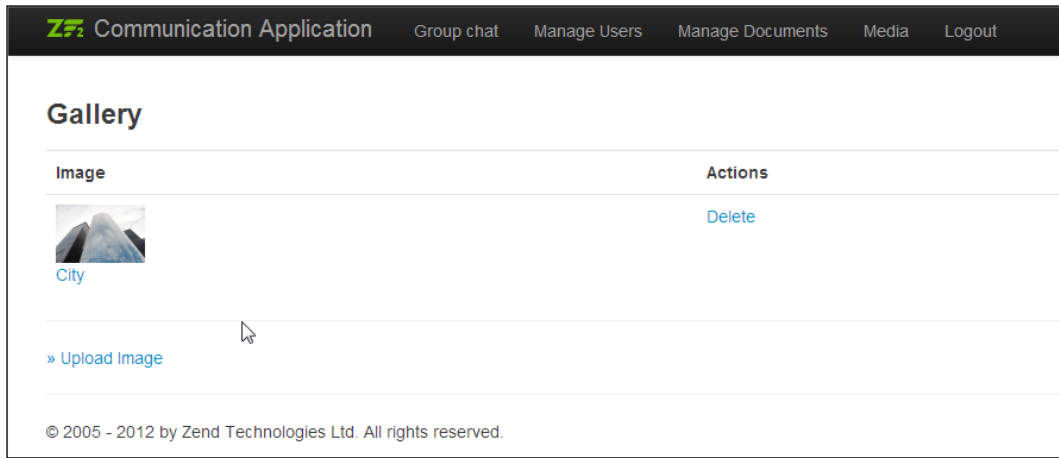 ZF2 Communication Application Group chat Manage Users Manage Documents Media Logout
Gallery
Image Actions
Delete
City
» Upload Image
© 2005 - 2012 by Zend Technologies Ltd. All rights reserved.